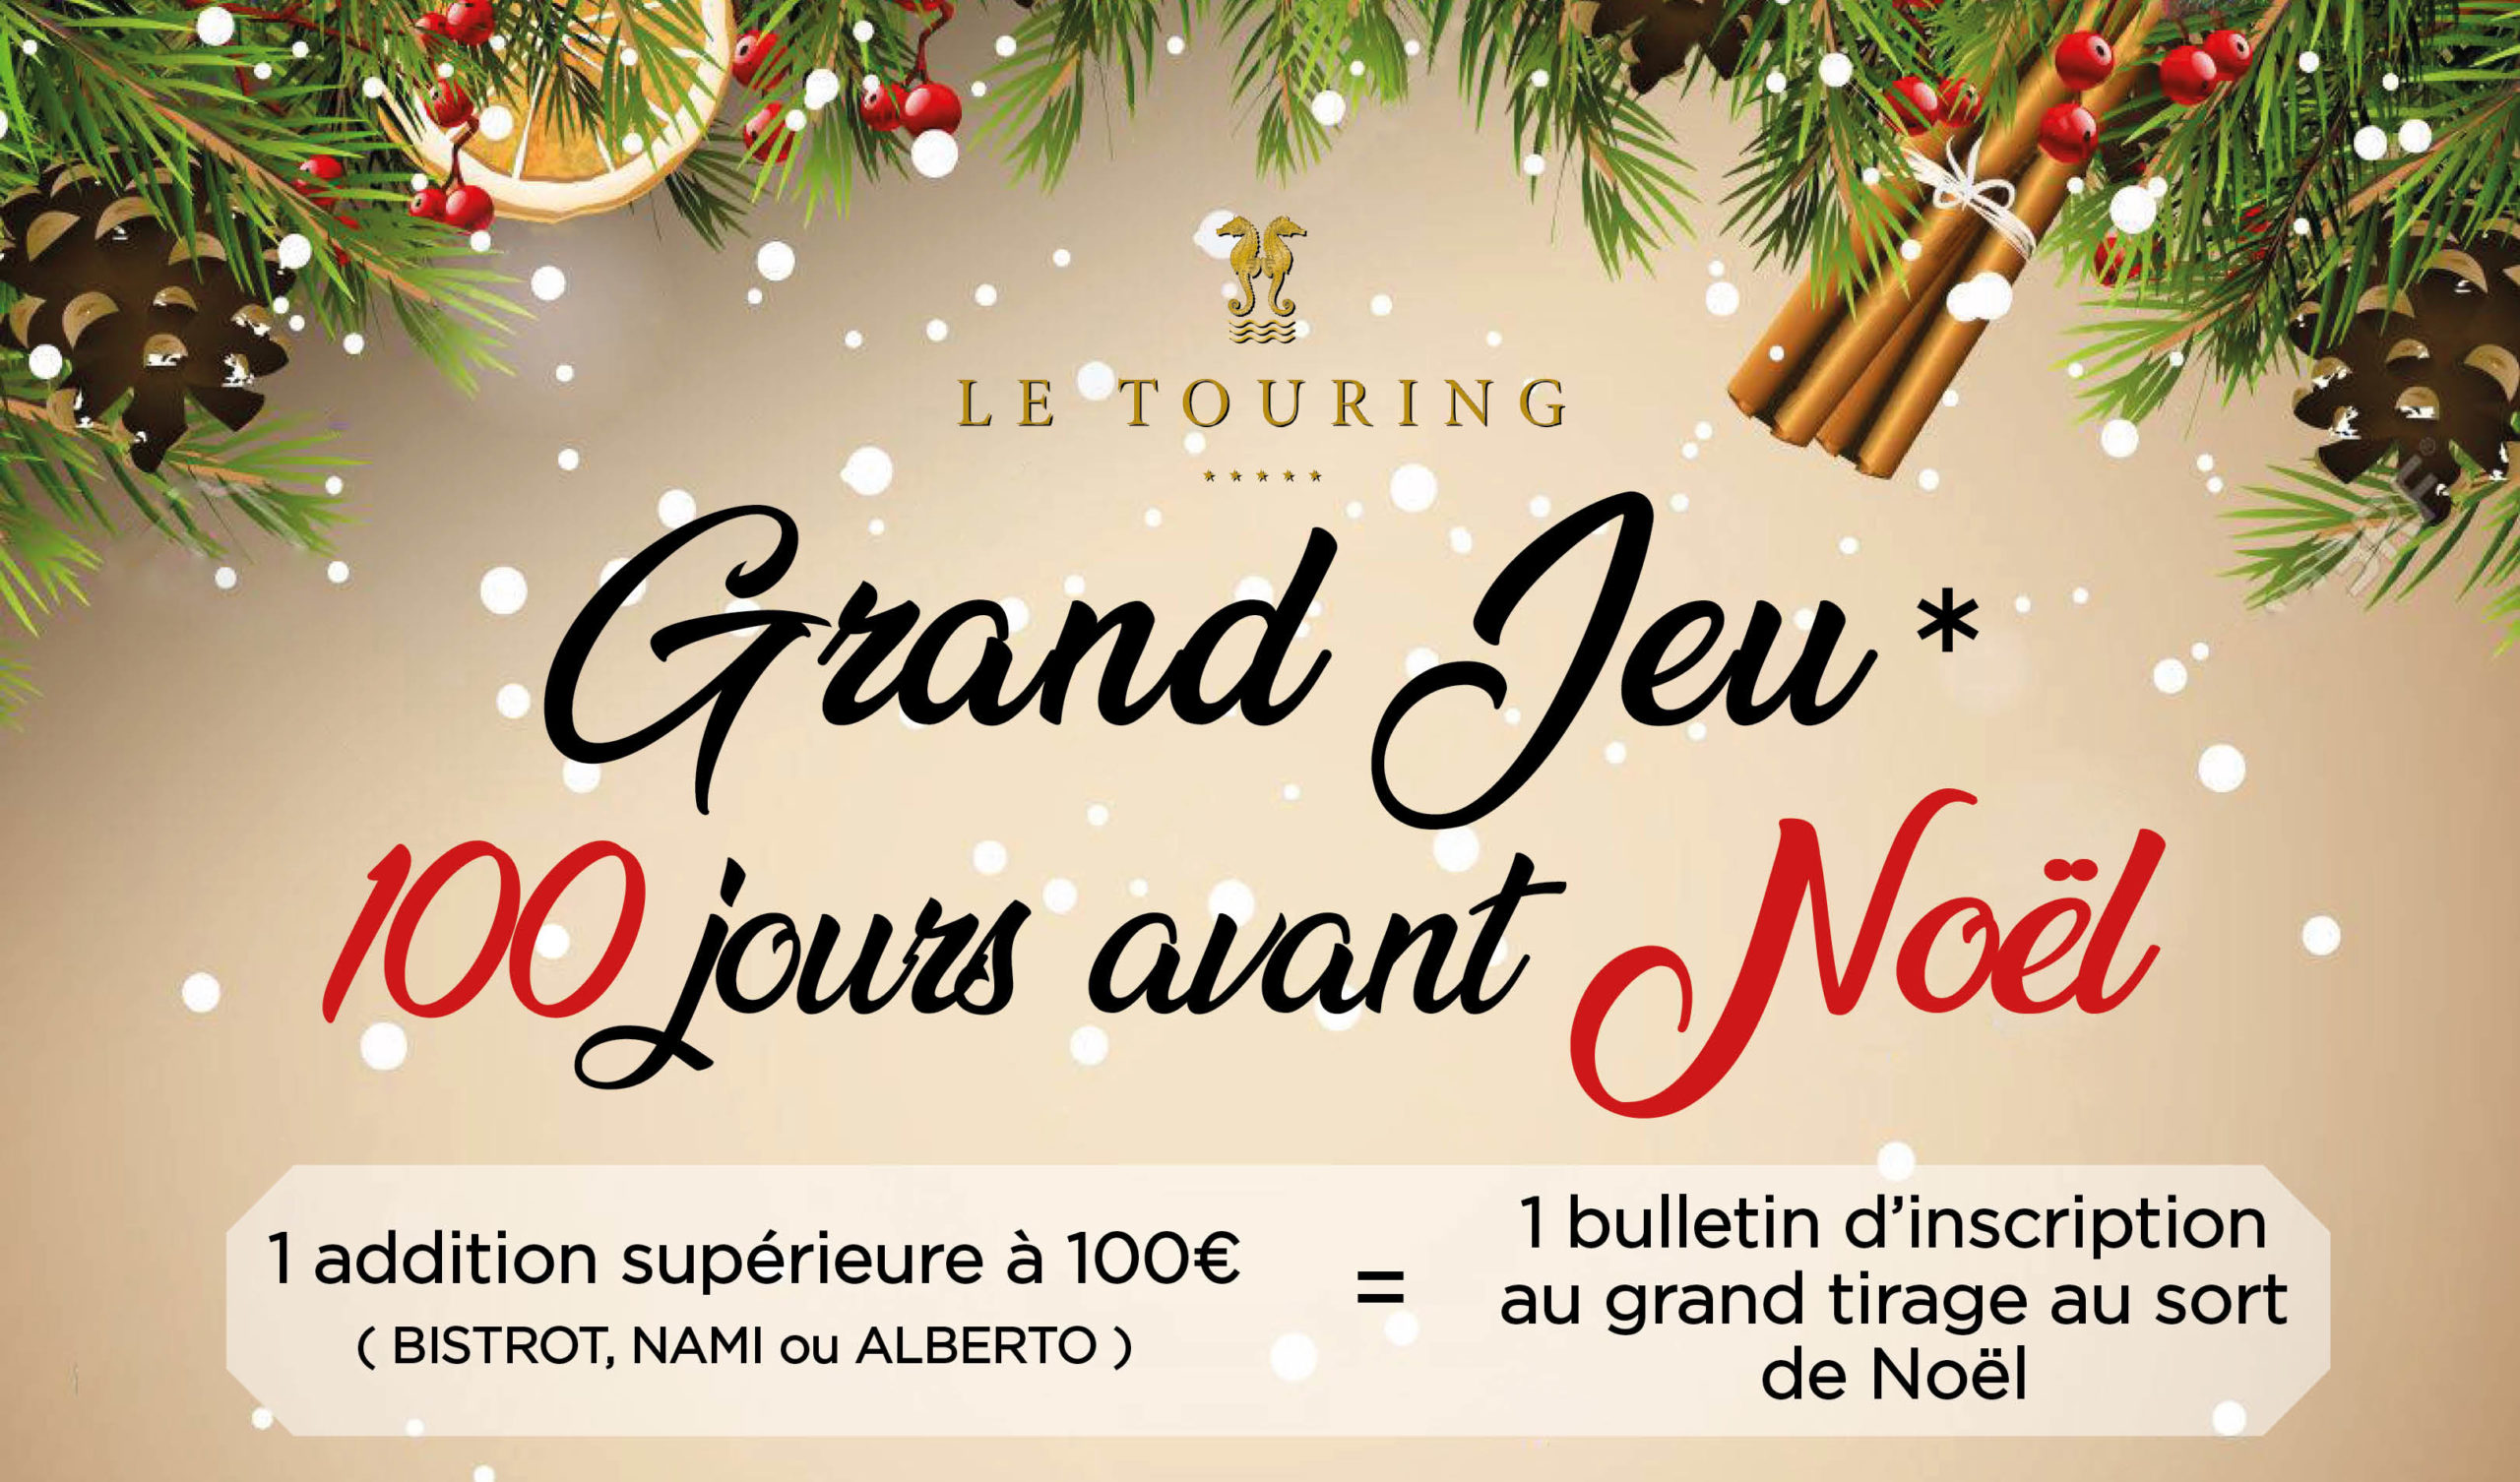 LE TOURING
Grand Jeu *
100 jours avant Noël
1 addition supérieure à 100€
( BISTROT, NAMI ou ALBERTO )
=
1 bulletin d'inscription
au grand tirage au sort
de Noël